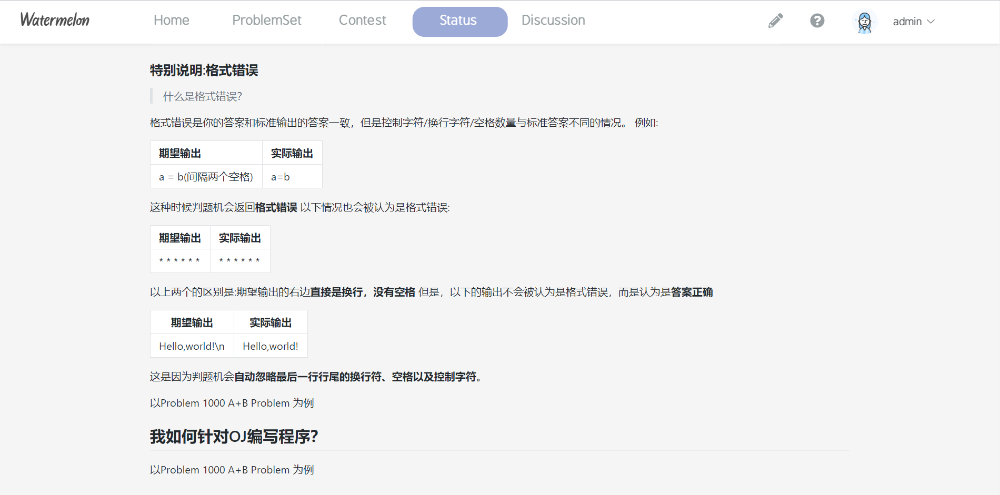 Watermelon Home ProblemSet Contest Status Discussion admin
特别说明:格式错误
什么是格式错误？
格式错误是你的答案和标准输出的答案一致，但是控制字符/换行字符/空格数量与标准答案不同的情况。 例如:
期望输出 实际输出
a = b(间隔两个空格) a=b
这种时候判题机会返回格式错误 以下情况也会被认为是格式错误:
期望输出 实际输出
* * * * * * * * * * * *
以上两个的区别是:期望输出的右边直接是换行，没有空格 但是，以下的输出不会被认为是格式错误，而是认为是答案正确
期望输出 实际输出
Hello,world!\n Hello,world!
这是因为判题机会自动忽略最后一行行尾的换行符、空格以及控制字符。
以Problem 1000 A+B Problem 为例
我如何针对OJ编写程序？
以Problem 1000 A+B Problem 为例